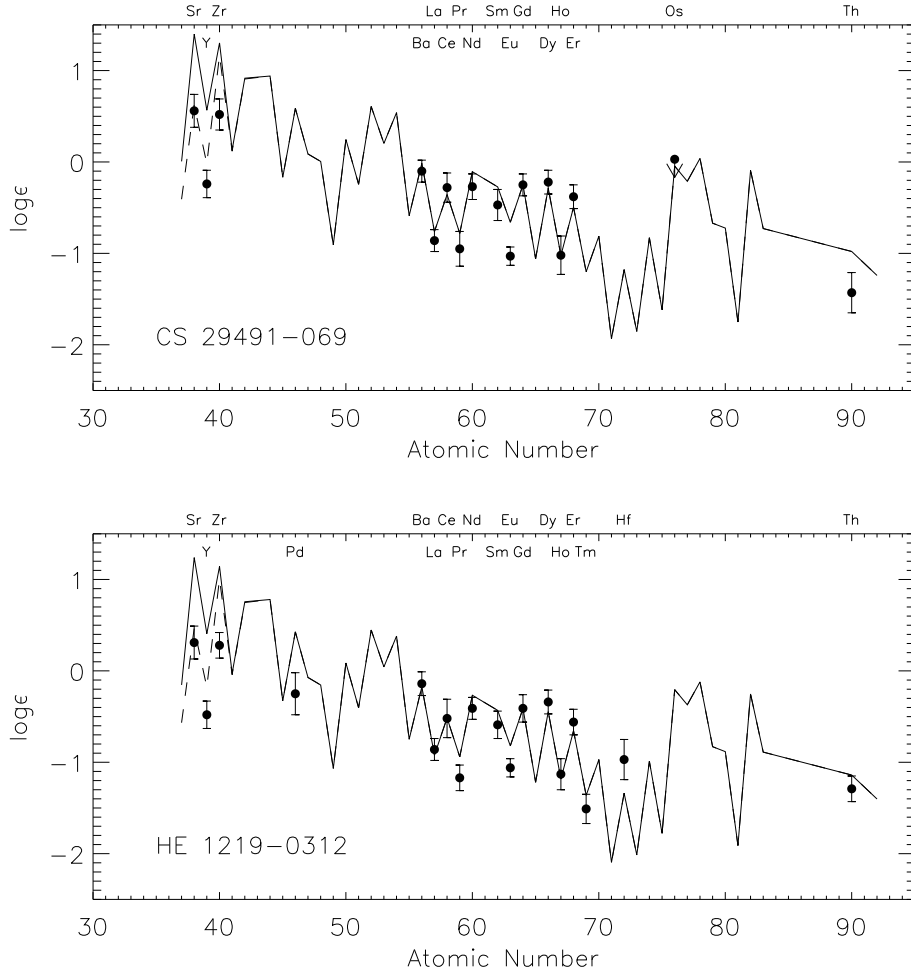 Sr Zr La Pr Sm Gd Ho Os Th
Y Ba Ce Nd Eu Dy Er
1
0
−1
−2
logϵ
CS 29491−069
30 40 50 60 70 80 90
Atomic Number
Sr Zr Ba Ce Nd Eu Dy Er Hf Th
Y Pd La Pr Sm Gd Ho Tm
1
0
−1
−2
logϵ
HE 1219−0312
30 40 50 60 70 80 90
Atomic Number